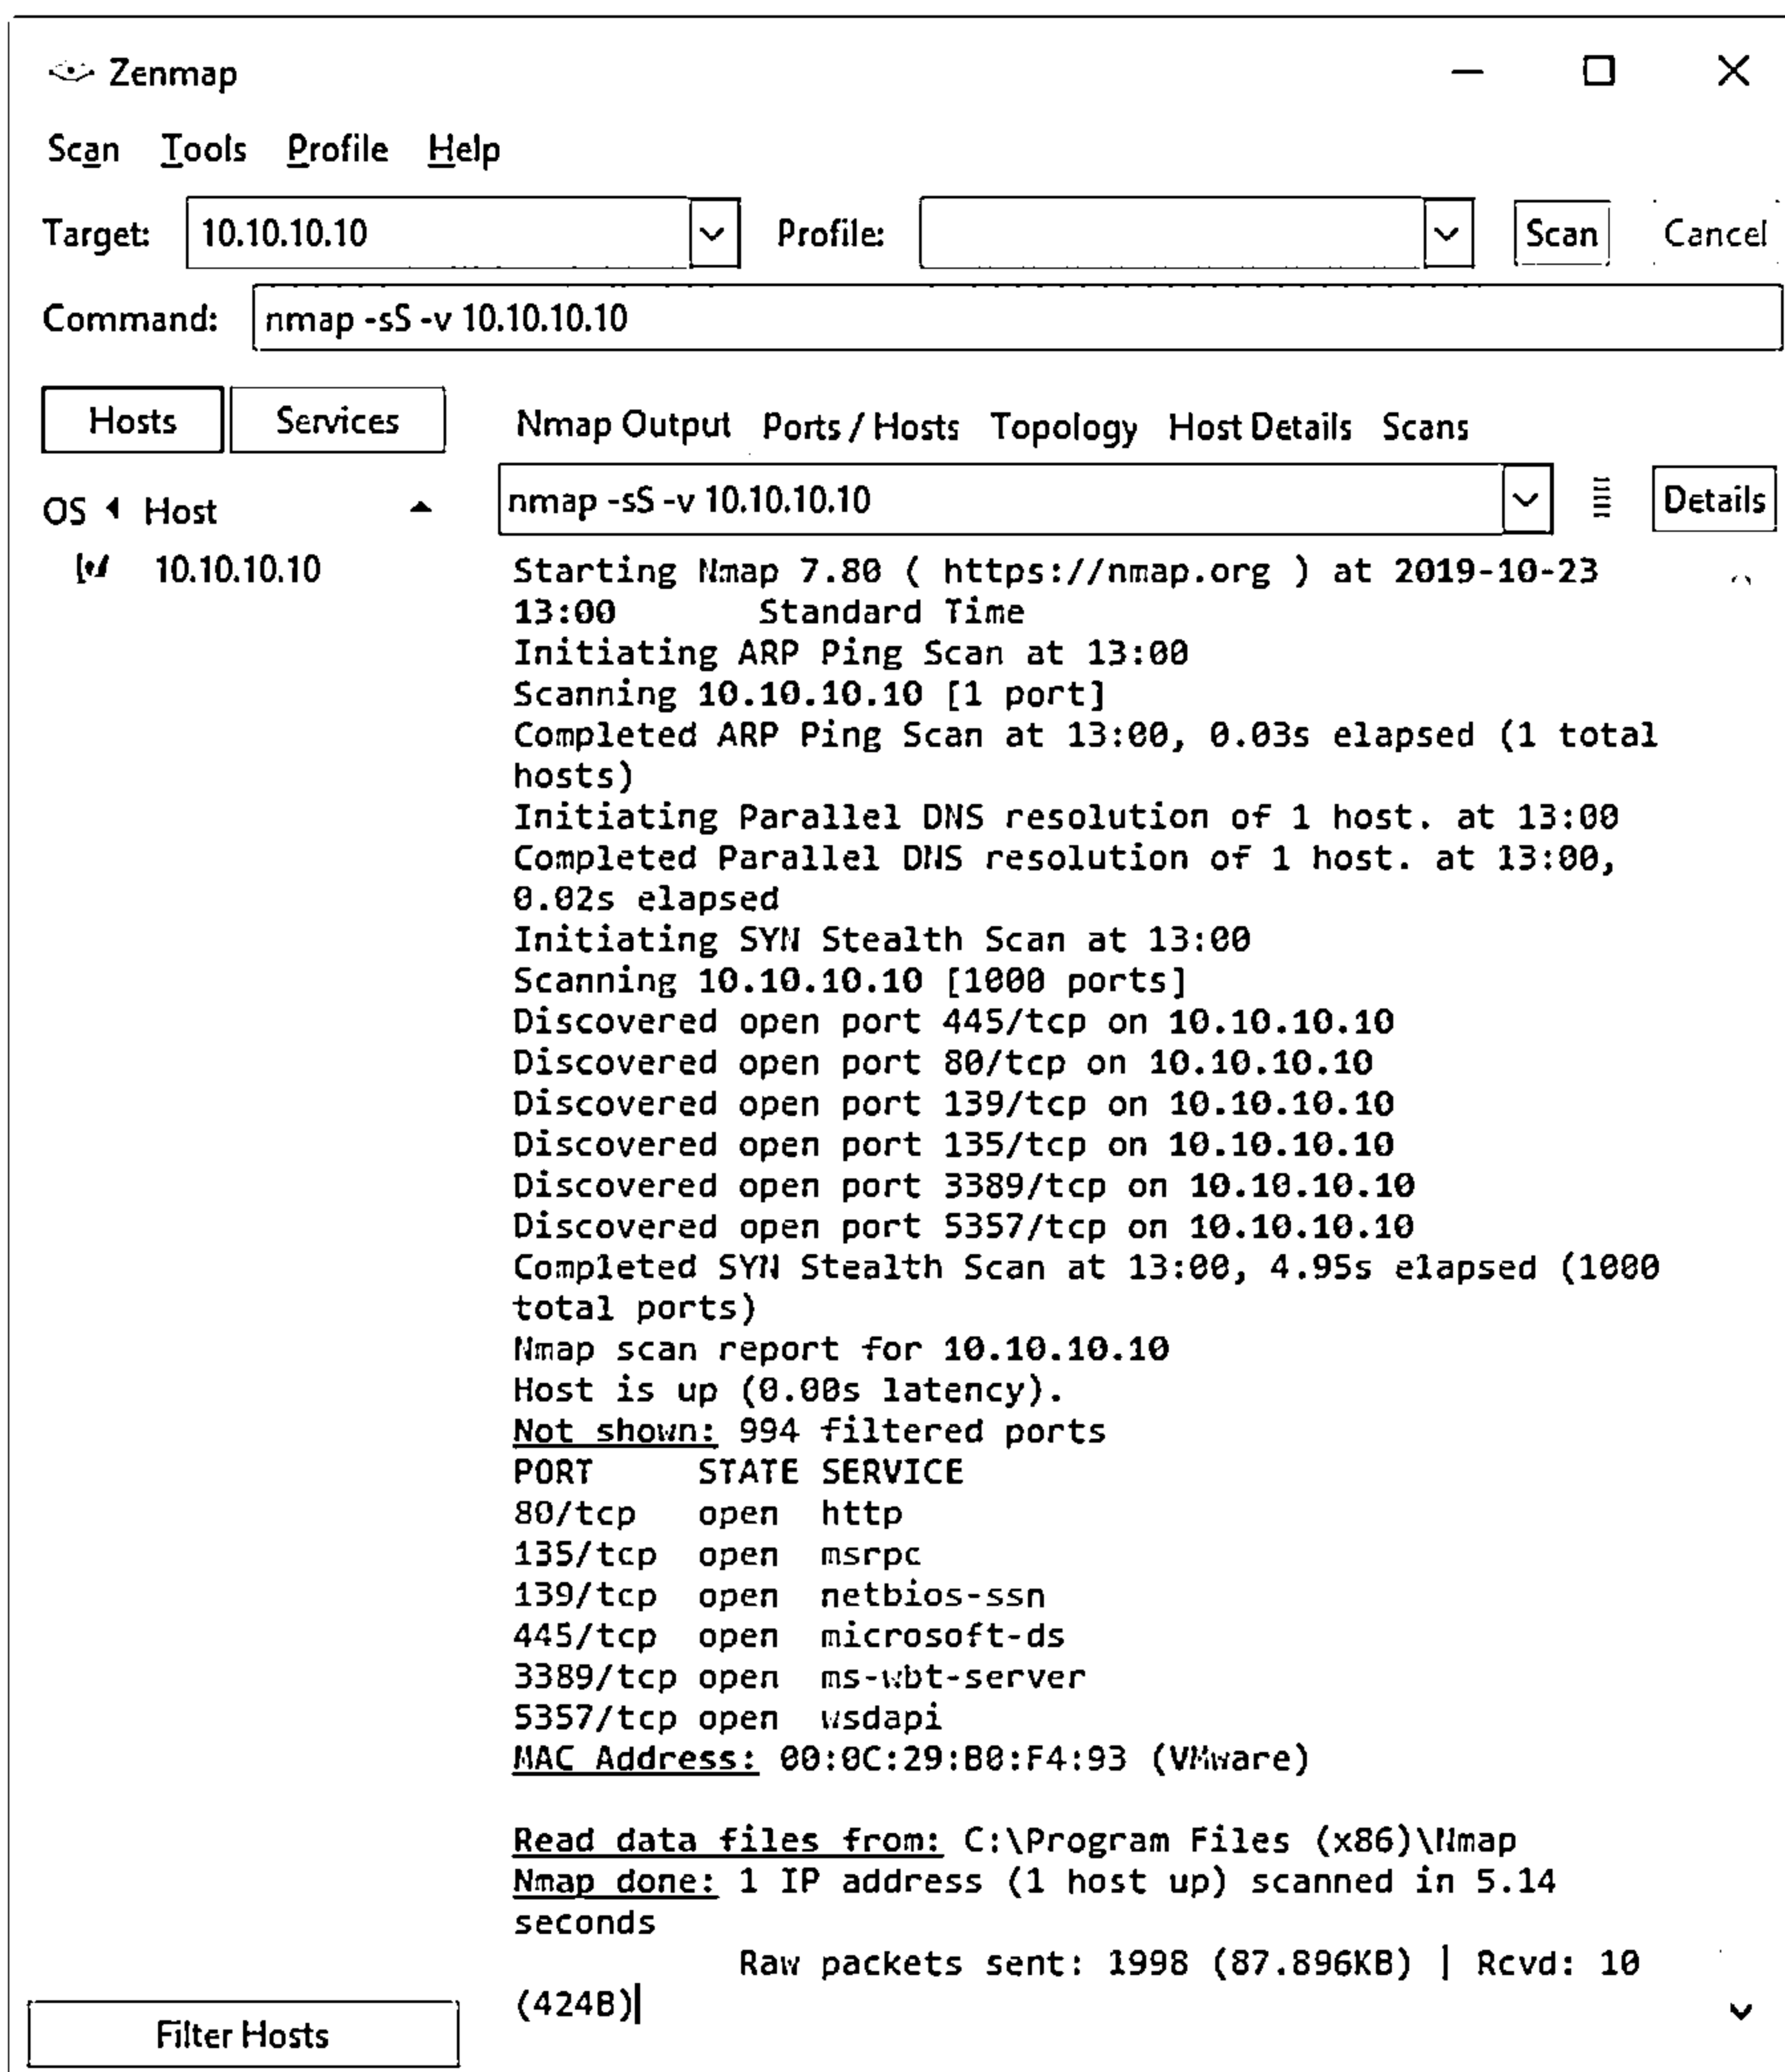 Zenmap
Scan Tools Profile Help
Target: 10.10.10.10 Profile: Scan Cancel
Command: nmap -sS -v 10.10.10.10
Hosts Services
Nmap Output Ports / Hosts Topology Host Details Scans
OS Host
nmap -sS -v 10.10.10.10 Details
10.10.10.10
Starting Nmap 7.80 ( https://nmap.org ) at 2019-10-23
13:00 Standard Time
Initiating ARP Ping Scan at 13:00
Scanning 10.10.10.10 [1 port]
Completed ARP Ping Scan at 13:00, 0.03s elapsed (1 total
hosts)
Initiating Parallel DNS resolution of 1 host. at 13:00
Completed Parallel DNS resolution of 1 host. at 13:00,
0.02s elapsed
Initiating SYN Stealth Scan at 13:00
Scanning 10.10.10.10 [1000 ports]
Discovered open port 445/tcp on 10.10.10.10
Discovered open port 80/tcp on 10.10.10.10
Discovered open port 139/tcp on 10.10.10.10
Discovered open port 135/tcp on 10.10.10.10
Discovered open port 3389/tcp on 10.10.10.10
Discovered open port 5357/tcp on 10.10.10.10
Completed SYN Stealth Scan at 13:00, 4.95s elapsed (1000
total ports)
Nmap scan report for 10.10.10.10
Host is up (0.00s latency).
Not shown: 994 filtered ports
PORT STATE SERVICE
80/tcp open http
135/tcp open msrpc
139/tcp open netbios-ssn
445/tcp open microsoft-ds
3389/tcp open ms-wbt-server
5357/tcp open wsdapi
MAC Address: 00:0C:29:B0:F4:93 (VMware)
Read data files from: C:\Program Files (x86)\Nmap
Nmap done: 1 IP address (1 host up) scanned in 5.14
seconds
Raw packets sent: 1998 (87.896KB) | Rcvd: 10
(424B)
Filter Hosts